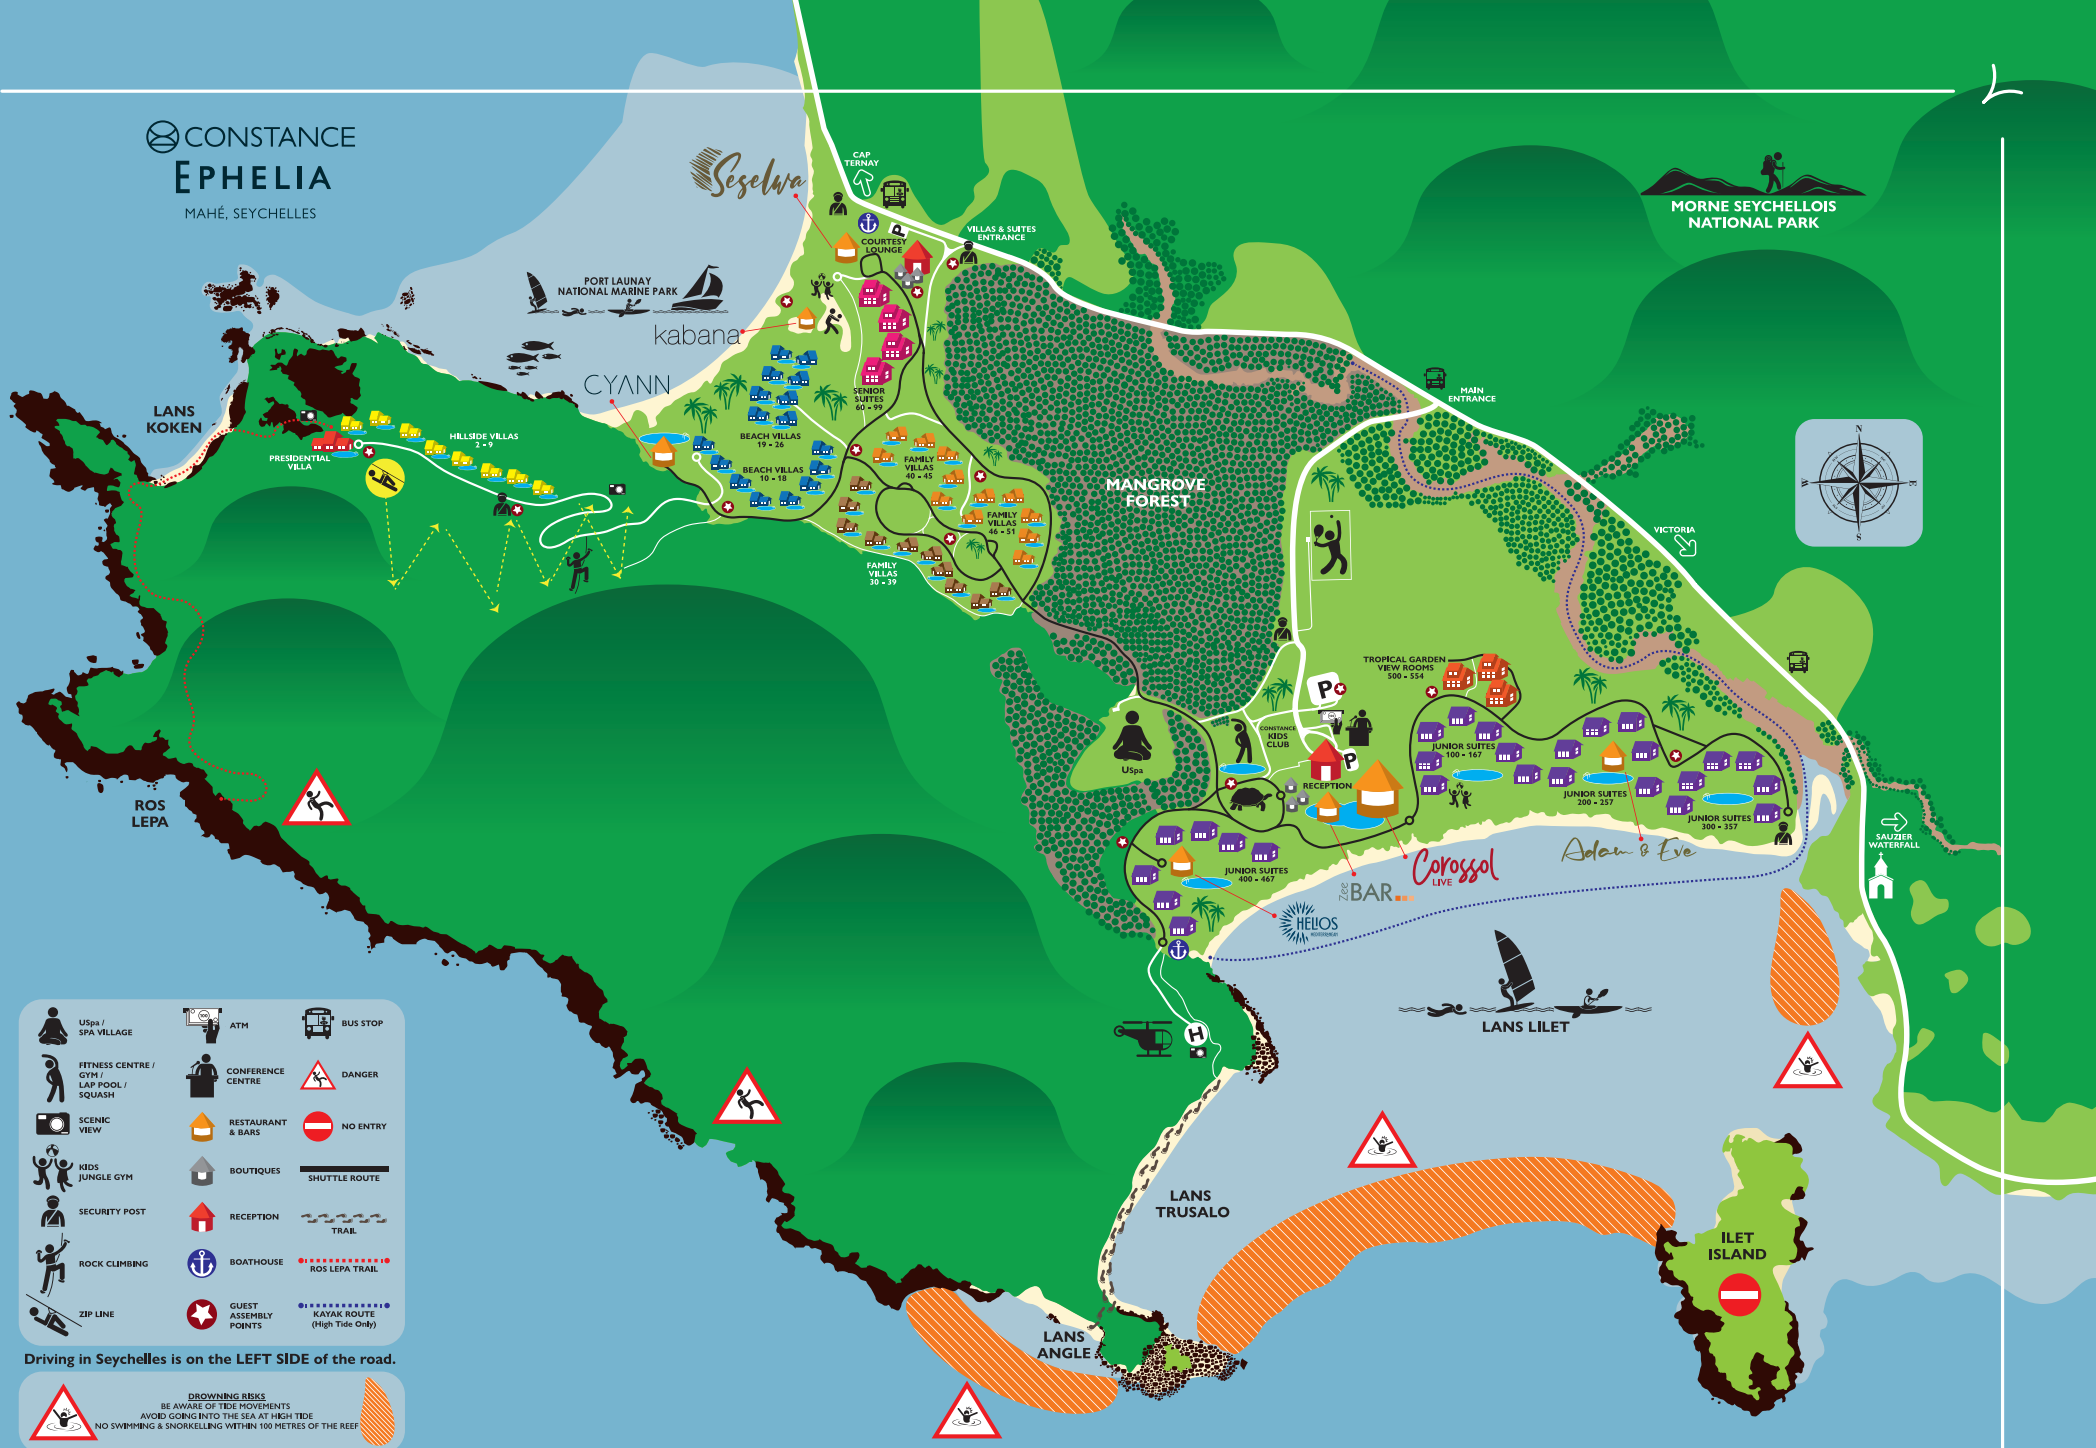 CONSTANCE
EPHELIA
MAHÉ, SEYCHELLES
Seselwa
CAP
TERNAY
P
COURTESY
LOUNGE
VILLAS & SUITES
ENTRANCE
MORNE SEYCHELLOIS
NATIONAL PARK
PORT LAUNAY
NATIONAL MARINE PARK
kabana
CYANN
LANS
KOKEN
PRESIDENTIAL
VILLA
HILLSIDE VILLAS
2 - 9
SENIOR
SUITES
60 - 99
BEACH VILLAS
19 - 26
BEACH VILLAS
10 - 18
FAMILY
VILLAS
40 - 45
FAMILY
VILLAS
46 - 51
FAMILY
VILLAS
30 - 39
MAIN
ENTRANCE
MANGROVE
FOREST
VICTORIA
N
W
E
S
TROPICAL GARDEN
VIEW ROOMS
500 - 554
P
USpa
CONSTANCE
KIDS
CLUB
P
RECEPTION
JUNIOR SUITES
100 - 167
JUNIOR SUITES
200 - 257
JUNIOR SUITES
300 - 357
JUNIOR SUITES
400 - 467
ROS
LEPA
SAUZIER
WATERFALL
Adam & Eve
Corossol
LIVE
Zee
BAR
HELIOS
LANS LILET
H
LANS
TRUSALO
LANS
ANGLE
ILET
ISLAND
USpa /
SPA VILLAGE
FITNESS CENTRE /
GYM /
LAP POOL /
SQUASH
SCENIC
VIEW
KIDS
JUNGLE GYM
SECURITY POST
ROCK CLIMBING
ZIP LINE
100
ATM
CONFERENCE
CENTRE
RESTAURANT
& BARS
BOUTIQUES
RECEPTION
BOATHOUSE
GUEST
ASSEMBLY
POINTS
BUS STOP
DANGER
NO ENTRY
SHUTTLE ROUTE
TRAIL
ROS LEPA TRAIL
KAYAK ROUTE
(High Tide Only)
Driving in Seychelles is on the LEFT SIDE of the road.
DROWNING RISKS
BE AWARE OF TIDE MOVEMENTS
AVOID GOING INTO THE SEA AT HIGH TIDE
NO SWIMMING & SNORKELLING WITHIN 100 METRES OF THE REEF